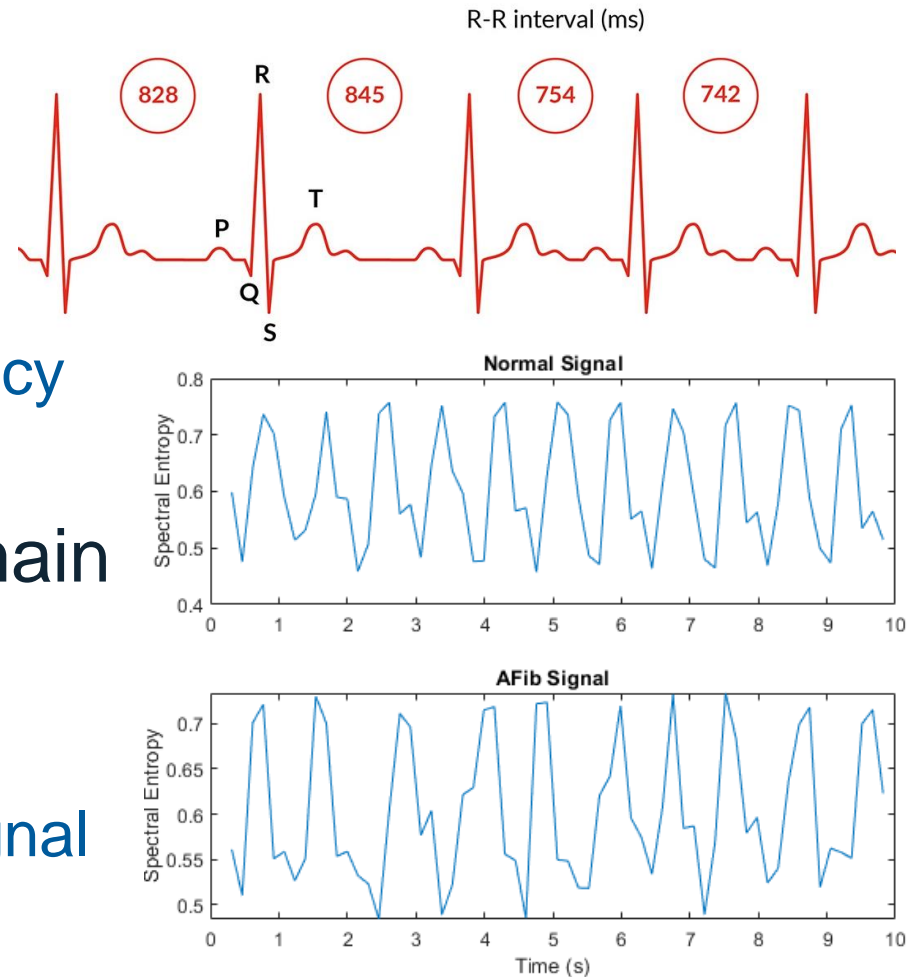 R-R interval (ms)
828 845 754 742
R
T
P
Q
S
cy
nain
nal
Normal Signal
Spectral Entropy
0.8
0.7
0.6
0.5
0.4
0 1 2 3 4 5 6 7 8 9 10
AFib Signal
Spectral Entropy
0.7
0.65
0.6
0.55
0.5
0 1 2 3 4 5 6 7 8 9 10
Time (s)